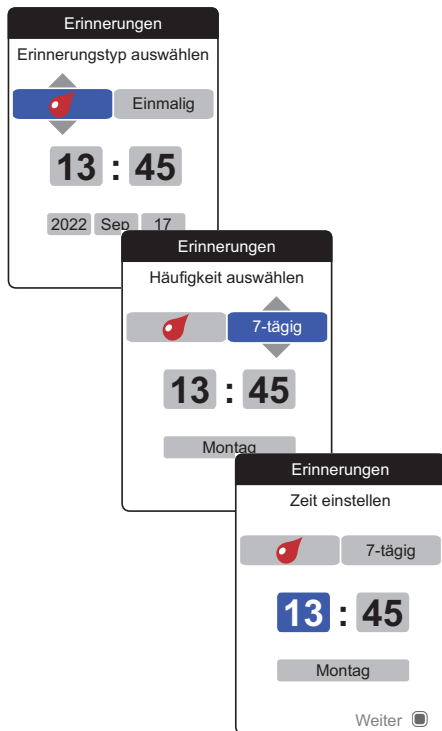 Erinnerungen
Erinnerungstyp auswählen
Einmalig
13 : 45
2022 Sep 17
Erinnerungen
Häufigkeit auswählen
7-tägig
13 : 45
Montag
Erinnerungen
Zeit einstellen
7-tägig
13 : 45
Montag
Weiter